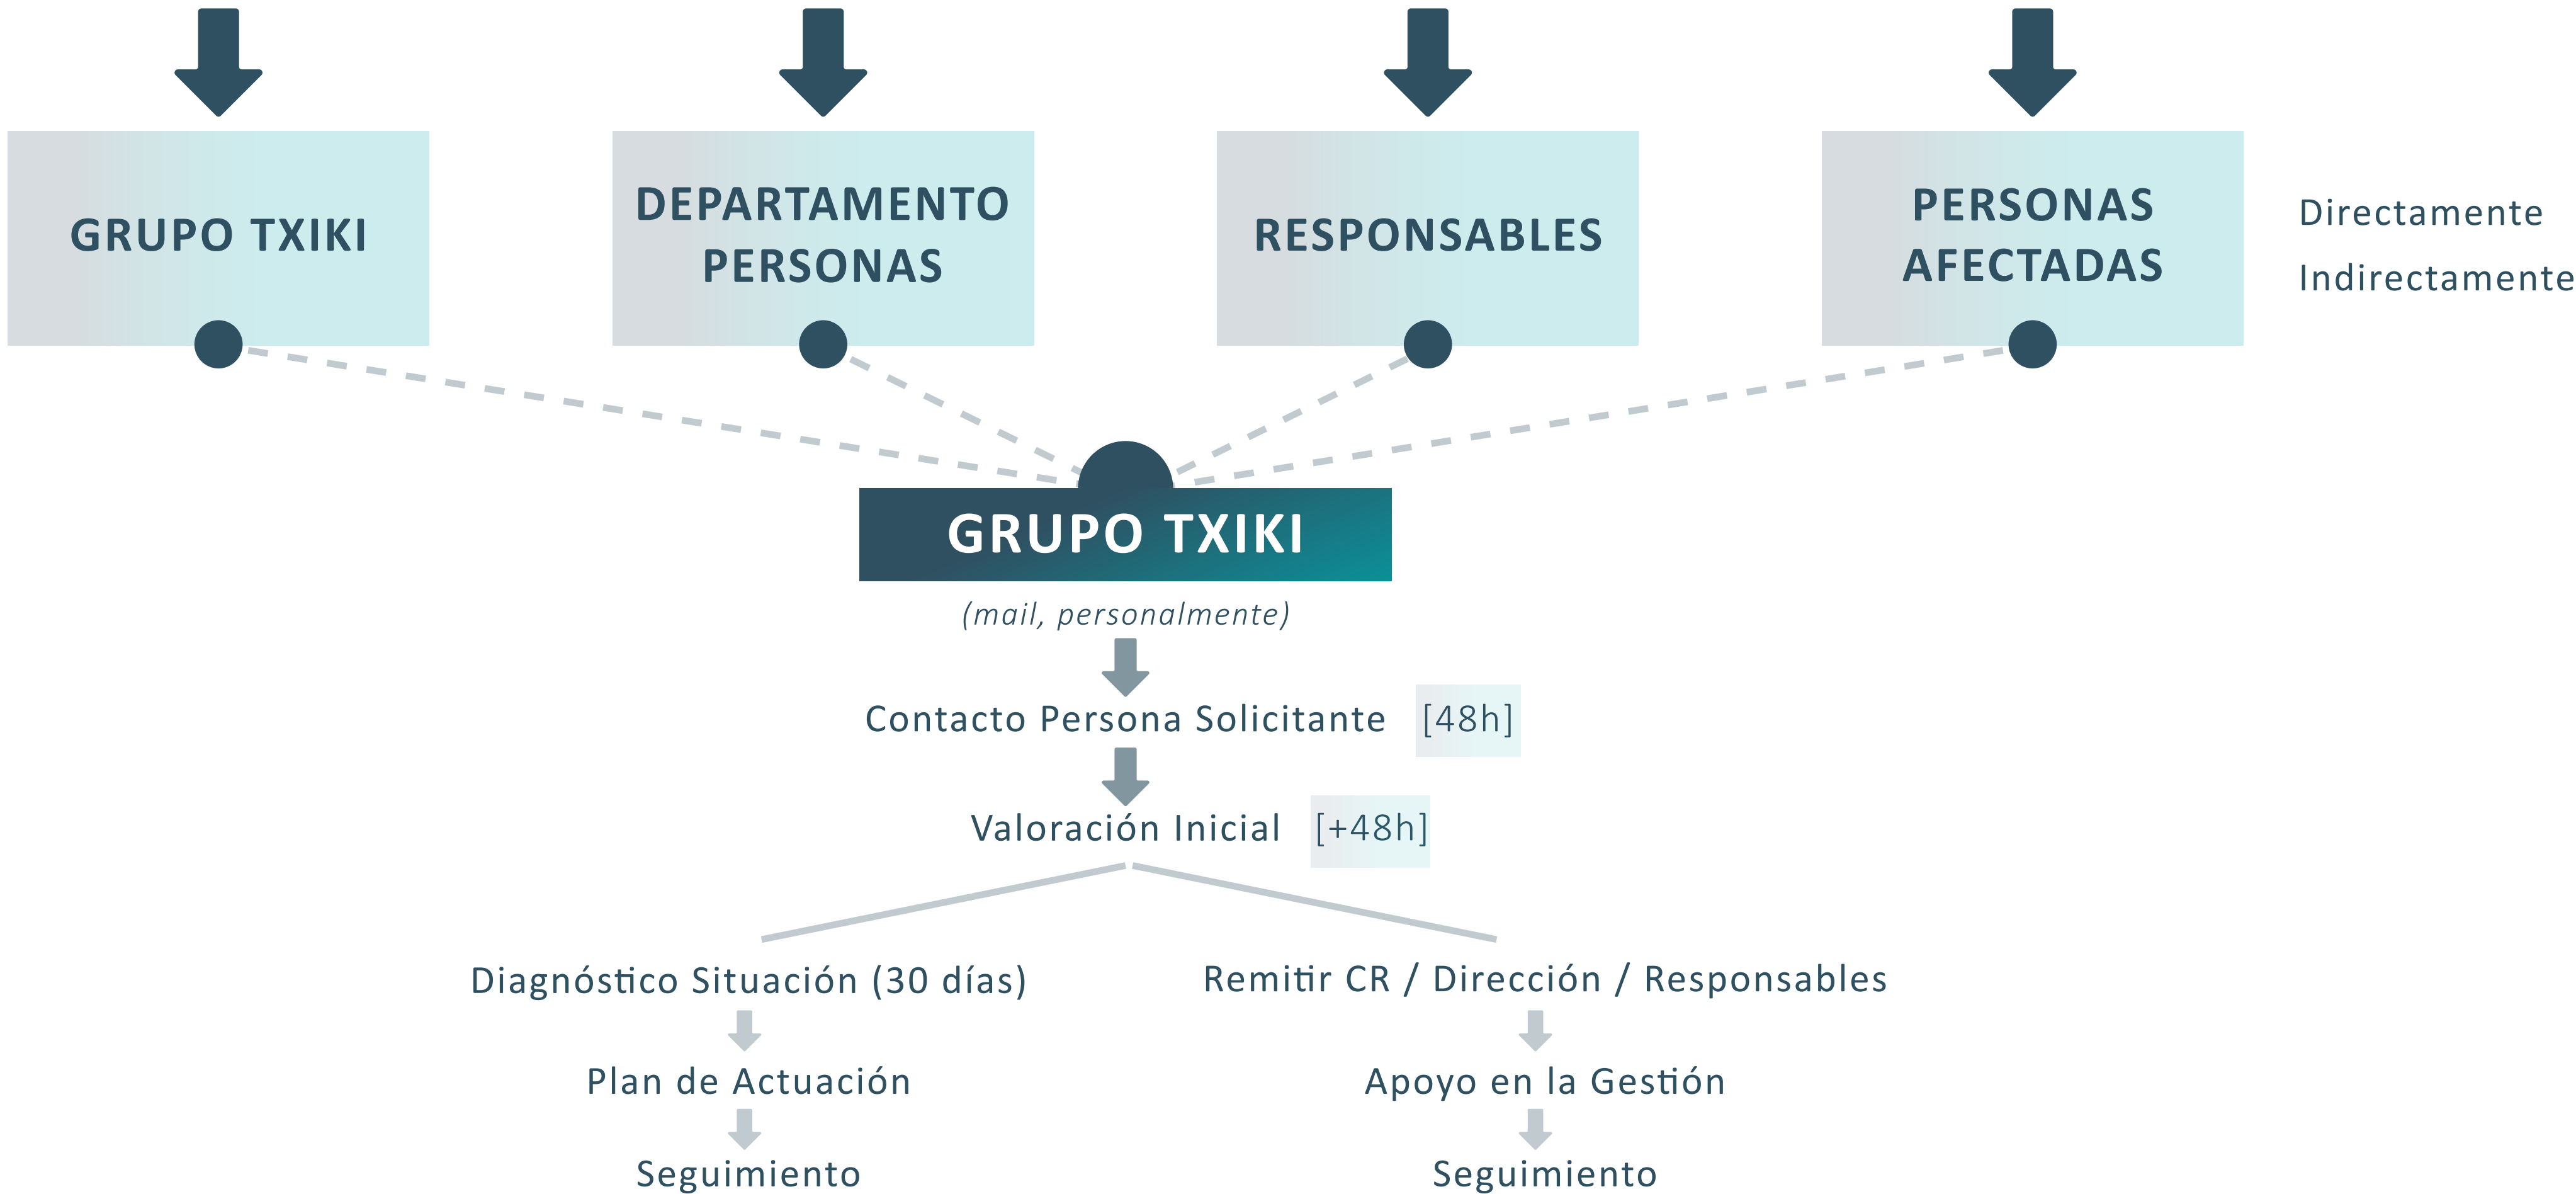 GRUPO TXIKI
DEPARTAMENTO
PERSONAS
RESPONSABLES
PERSONAS
AFECTADAS
Directamente
Indirectamente
GRUPO TXIKI
(mail, personalmente)
Contacto Persona Solicitante [48h]
Valoración Inicial [+48h]
Diagnóstico Situación (30 días)
Remitir CR / Dirección / Responsables
Plan de Actuación
Apoyo en la Gestión
Seguimiento
Seguimiento